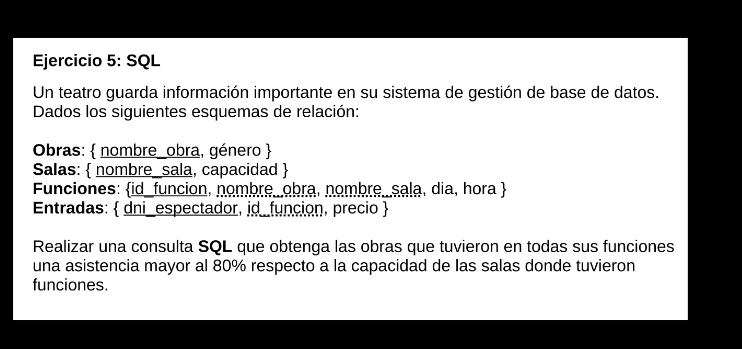 Ejercicio 5: SQL
Un teatro guarda información importante en su sistema de gestión de base de datos.
Dados los siguientes esquemas de relación:
Obras: { nombre_obra, género }
Salas: { nombre_sala, capacidad }
Funciones: {id_funcion, nombre_obra, nombre_sala, dia, hora }
Entradas: { dni_espectador, id_funcion, precio }
Realizar una consulta SQL que obtenga las obras que tuvieron en todas sus funciones
una asistencia mayor al 80% respecto a la capacidad de las salas donde tuvieron
funciones.